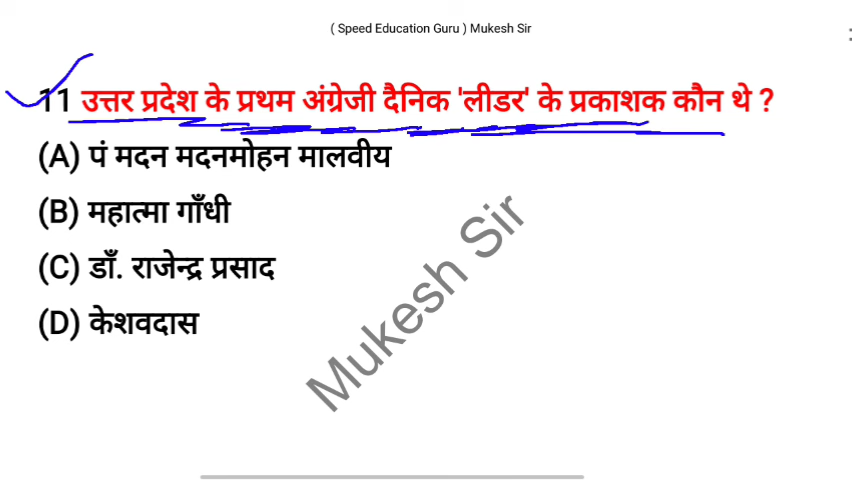 ( Speed Education Guru ) Mukesh Sir
11 उत्तर प्रदेश के प्रथम अंग्रेजी दैनिक 'लीडर' के प्रकाशक कौन थे ?
(A) पं मदन मदनमोहन मालवीय
(B) महात्मा गाँधी
(C) डाँ. राजेन्द्र प्रसाद
(D) केशवदास
Mukesh Sir